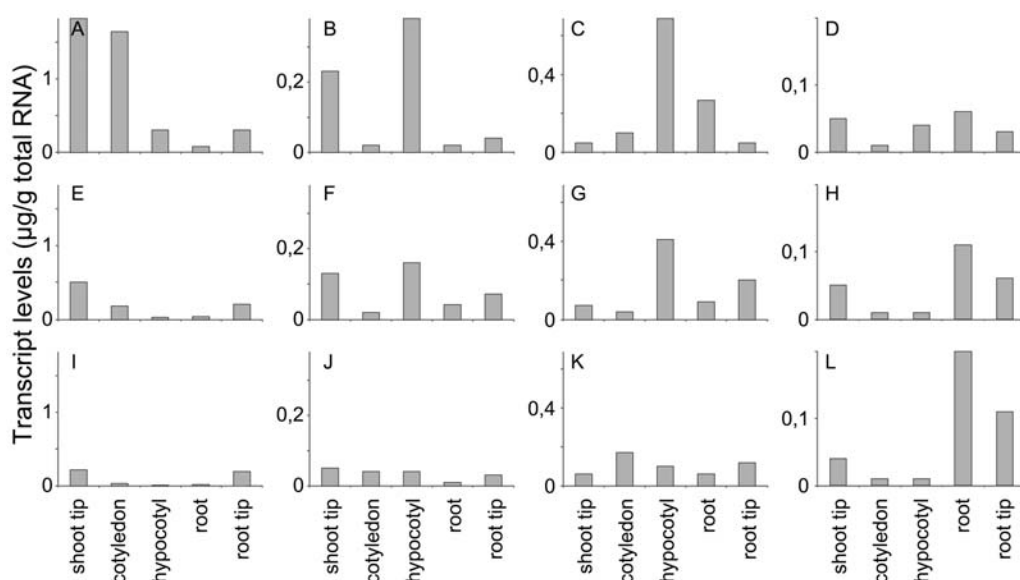 Transcript levels (µg/g total RNA)
A
1
0
B
0,2
0
C
0,4
0
D
0,1
0
E
1
0
F
0,2
0
G
0,4
0
H
0,1
0
I
1
0
J
0,2
0
K
0,4
0
L
0,1
0
shoot tip
cotyledon
hypocotyl
root
root tip
shoot tip
cotyledon
hypocotyl
root
root tip
shoot tip
cotyledon
hypocotyl
root
root tip
shoot tip
cotyledon
hypocotyl
root
root tip